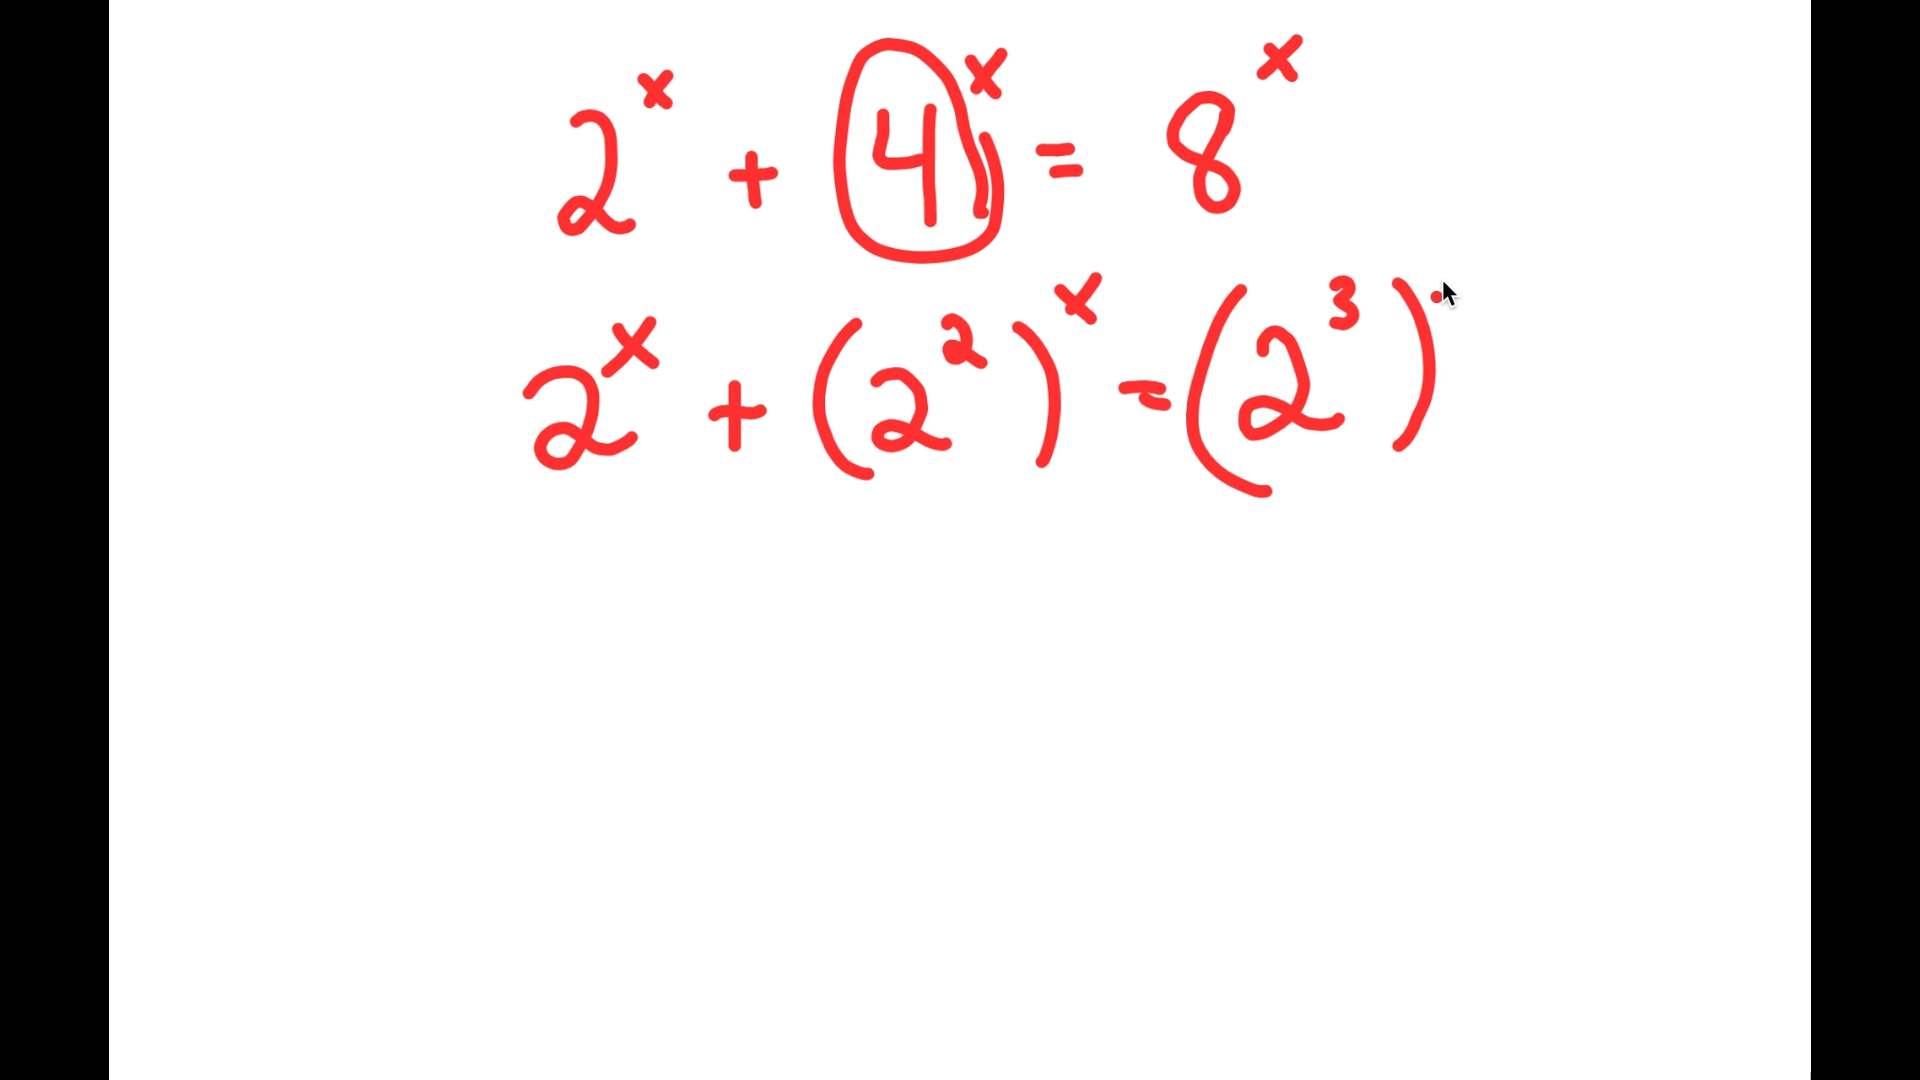 2^x + 4^x = 8^x
2^x + (2^2)^x = (2^3)